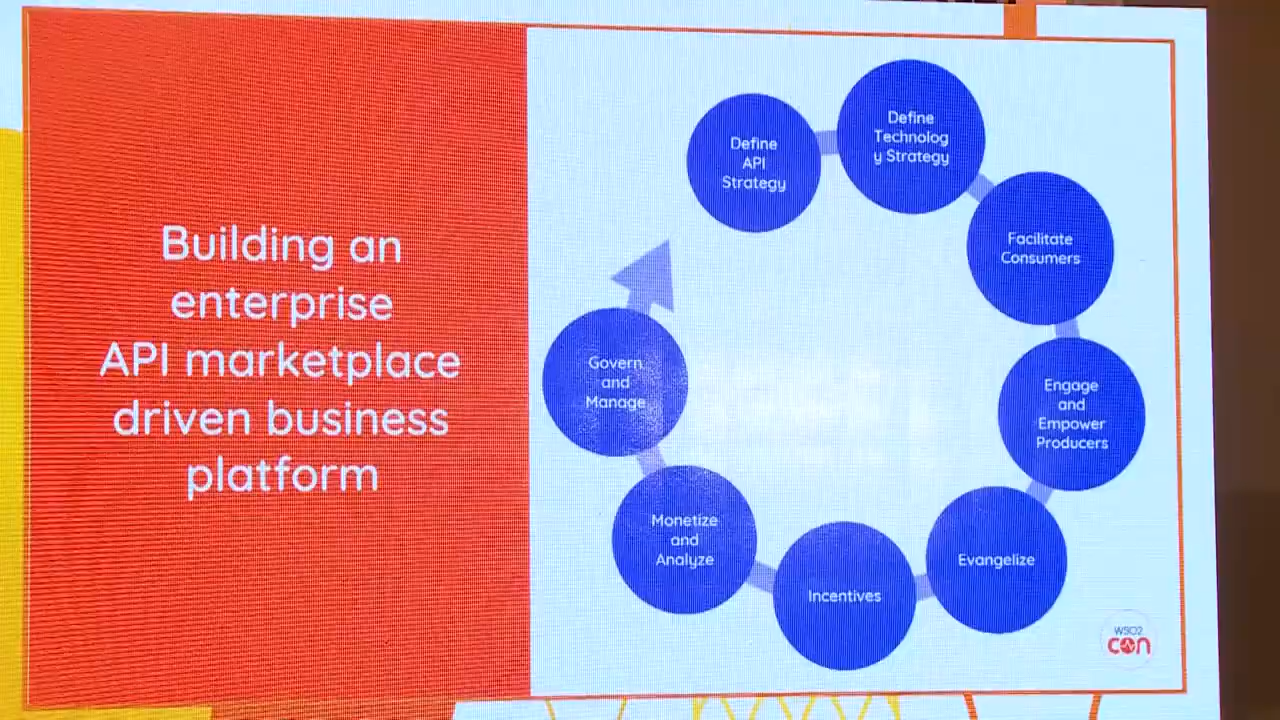 Building an
enterprise
API marketplace
driven business
platform
Define
API
Strategy
Define
Technolog
y Strategy
Facilitate
Consumers
Engage
and
Empower
Producers
Evangelize
Incentives
Monetize
and
Analyze
Govern
and
Manage
WSO2
con